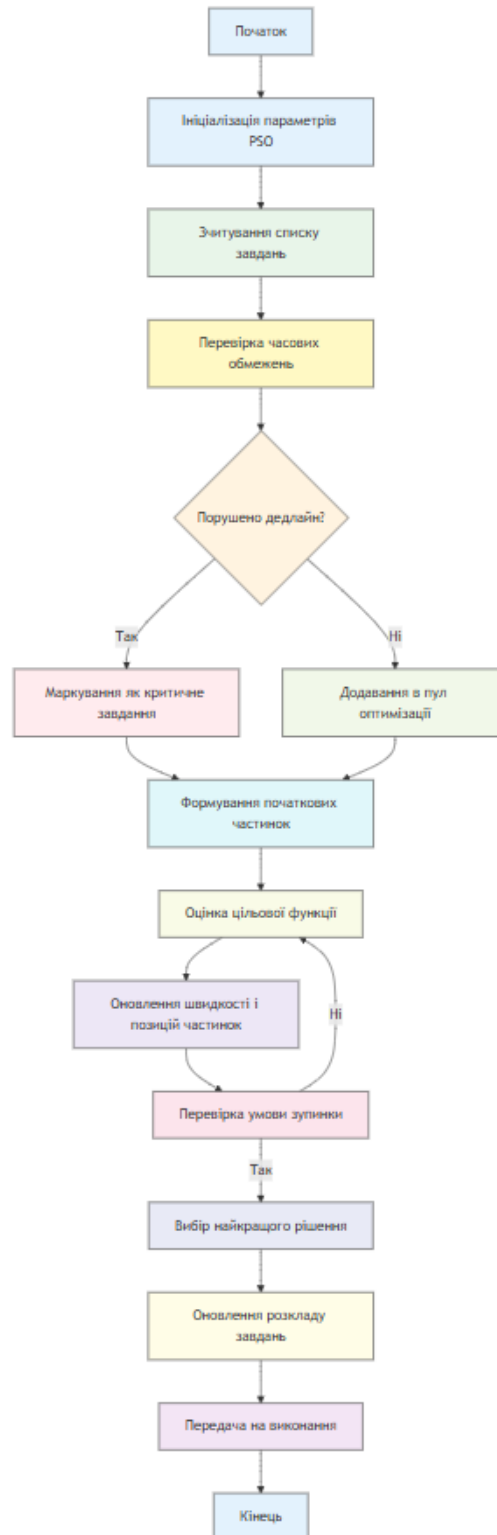 Початок
Ініціалізація параметрів
PSO
Зчитування списку
завдань
Перевірка часових
обмежень
Порушено дедлайн?
Так
Ні
Маркування як критичне
завдання
Додавання в пул
оптимізації
Формування початкових
частинок
Оцінка цільової функції
Оновлення швидкості і
позицій частинок
Ні
Перевірка умови зупинки
Так
Вибір найкращого рішення
Оновлення розкладу
завдань
Передача на виконання
Кінець